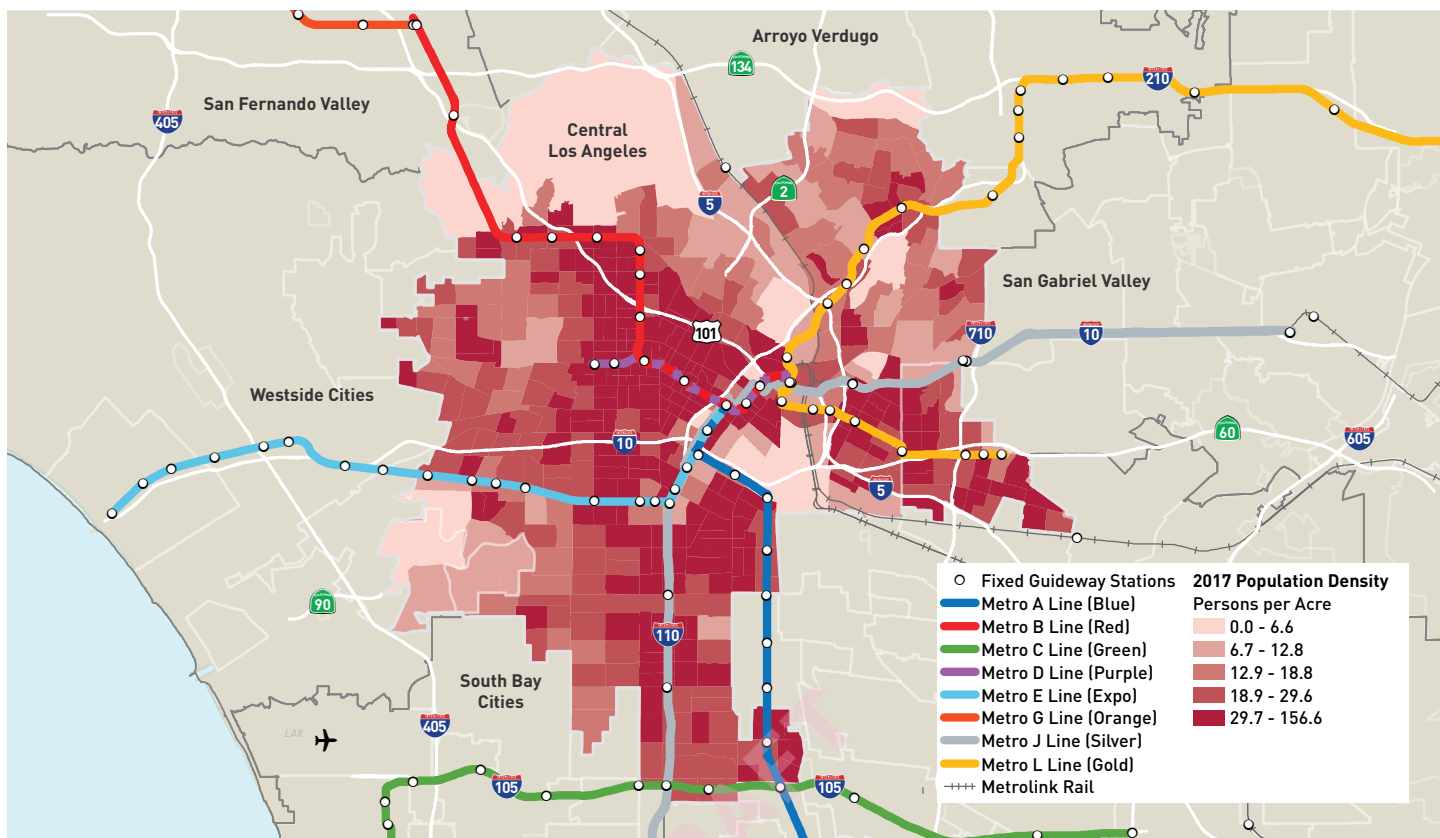 Arroyo Verdugo
134
210
San Fernando Valley
405
Central
Los Angeles
2
5
San Gabriel Valley
101
710
10
Westside Cities
10
60
605
5
90
110
South Bay
Cities
405
LAX
105
105
Fixed Guideway Stations
Metro A Line (Blue)
Metro B Line (Red)
Metro C Line (Green)
Metro D Line (Purple)
Metro E Line (Expo)
Metro G Line (Orange)
Metro J Line (Silver)
Metro L Line (Gold)
Metrolink Rail
2017 Population Density
Persons per Acre
0.0 - 6.6
6.7 - 12.8
12.9 - 18.8
18.9 - 29.6
29.7 - 156.6